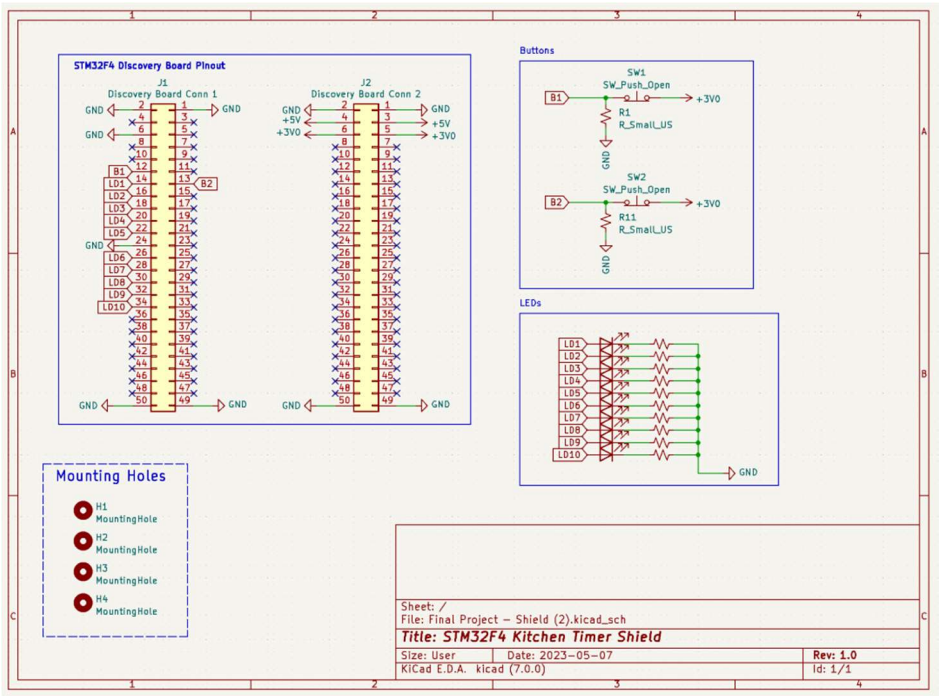 1 2 3 4
A
B
C
STM32F4 Discovery Board Pinout
J1
Discovery Board Conn 1
GND 2 1 GND
4 3
GND 6 5
8 7
10 9
B1 12 11
LD1 14 13 B2
LD2 16 15
LD3 18 17
LD4 20 19
LD5 22 21
GND 24 23
LD6 26 25
LD7 28 27
LD8 30 29
LD9 32 31
LD10 34 33
36 35
38 37
40 39
42 41
44 43
46 45
48 47
GND 50 49 GND
J2
Discovery Board Conn 2
GND 2 1 GND
+5V 4 3 +5V
+3V0 6 5 +3V0
8 7
10 9
12 11
14 13
16 15
18 17
20 19
22 21
24 23
26 25
28 27
30 29
32 31
34 33
36 35
38 37
40 39
42 41
44 43
46 45
48 47
GND 50 49 GND
Buttons
SW1
SW_Push_Open
B1 +3V0
R1
R_Small_US
GND
SW2
SW_Push_Open
B2 +3V0
R11
R_Small_US
GND
LEDs
LD1
LD2
LD3
LD4
LD5
LD6
LD7
LD8
LD9
LD10
GND
Mounting Holes
H1
MountingHole
H2
MountingHole
H3
MountingHole
H4
MountingHole
Sheet: /
File: Final Project – Shield (2).kicad_sch
Title: STM32F4 Kitchen Timer Shield
Size: User Date: 2023-05-07 Rev: 1.0
KiCad E.D.A. kicad (7.0.0) Id: 1/1
A
B
C
1 2 3 4